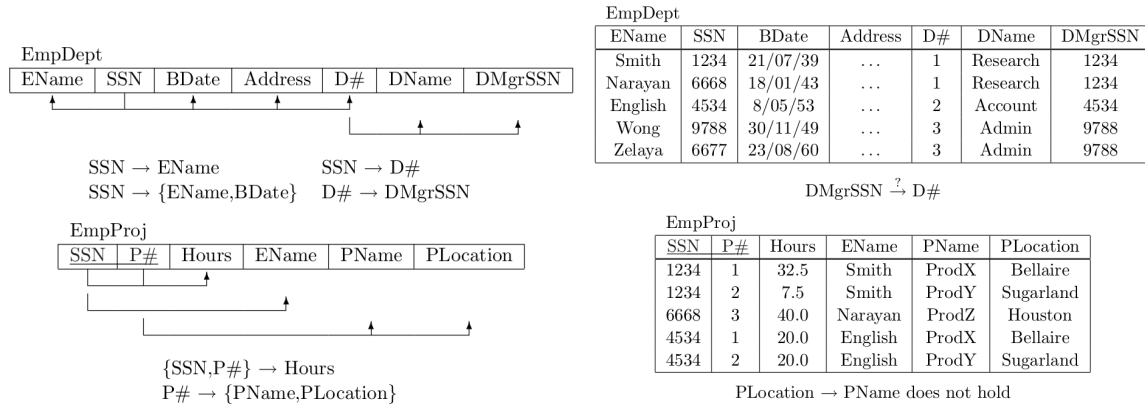 EmpDept
EName SSN BDate Address D# DName DMgrSSN
SSN → EName SSN → D#
SSN → {EName,BDate} D# → DMgrSSN
EmpProj
SSN P# Hours EName PName PLocation
{SSN,P#} → Hours
P# → {PName,PLocation}
EmpDept
EName SSN BDate Address D# DName DMgrSSN
Smith 1234 21/07/39 ... 1 Research 1234
Narayan 6668 18/01/43 ... 1 Research 1234
English 4534 8/05/53 ... 2 Account 4534
Wong 9788 30/11/49 ... 3 Admin 9788
Zelaya 6677 23/08/60 ... 3 Admin 9788
DMgrSSN →? D#
EmpProj
SSN P# Hours EName PName PLocation
1234 1 32.5 Smith ProdX Bellaire
1234 2 7.5 Smith ProdY Sugarland
6668 3 40.0 Narayan ProdZ Houston
4534 1 20.0 English ProdX Bellaire
4534 2 20.0 English ProdY Sugarland
PLocation → PName does not hold